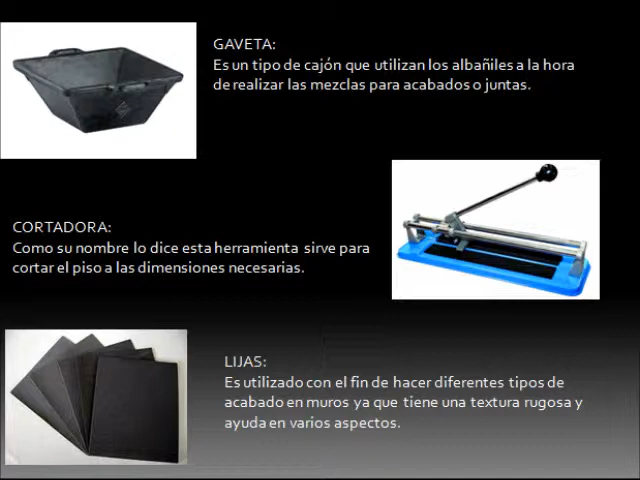 GAVETA:
Es un tipo de cajón que utilizan los albañiles a la hora
de realizar las mezclas para acabados o juntas.
CORTADORA:
Como su nombre lo dice esta herramienta sirve para
cortar el piso a las dimensiones necesarias.
LIJAS:
Es utilizado con el fin de hacer diferentes tipos de
acabado en muros ya que tiene una textura rugosa y
ayuda en varios aspectos.